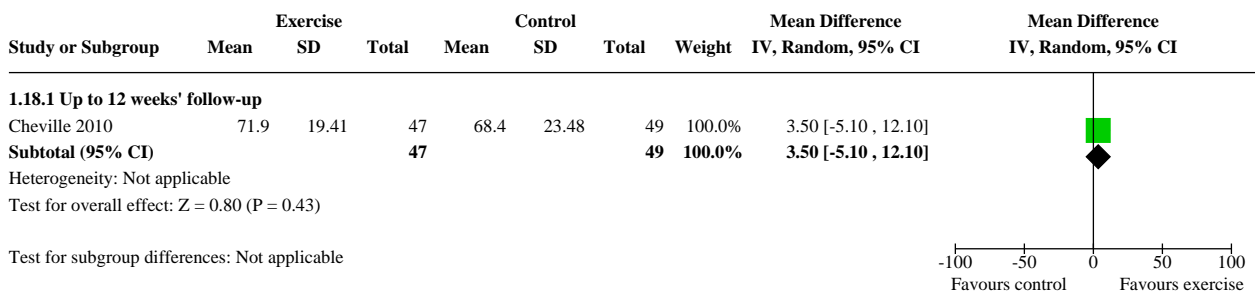 Exercise Control Mean Difference Mean Difference
Study or Subgroup Mean SD Total Mean SD Total Weight IV, Random, 95% CI IV, Random, 95% CI
1.18.1 Up to 12 weeks' follow-up
Cheville 2010 71.9 19.41 47 68.4 23.48 49 100.0% 3.50 [-5.10 , 12.10]
Subtotal (95% CI) 47 49 100.0% 3.50 [-5.10 , 12.10]
Heterogeneity: Not applicable
Test for overall effect: Z = 0.80 (P = 0.43)
Test for subgroup differences: Not applicable
-100 -50 0 50 100
Favours control Favours exercise